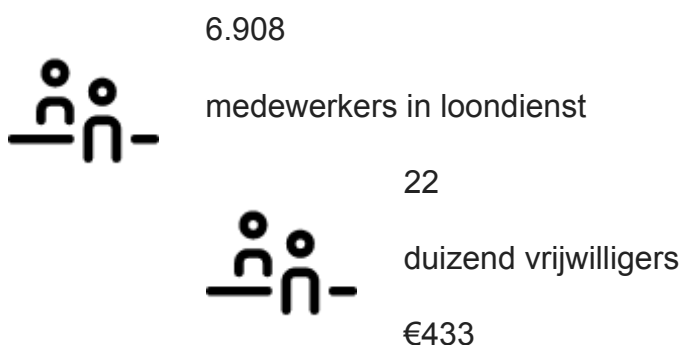 6.908
medewerkers in loondienst
22
duizend vrijwilligers
€433